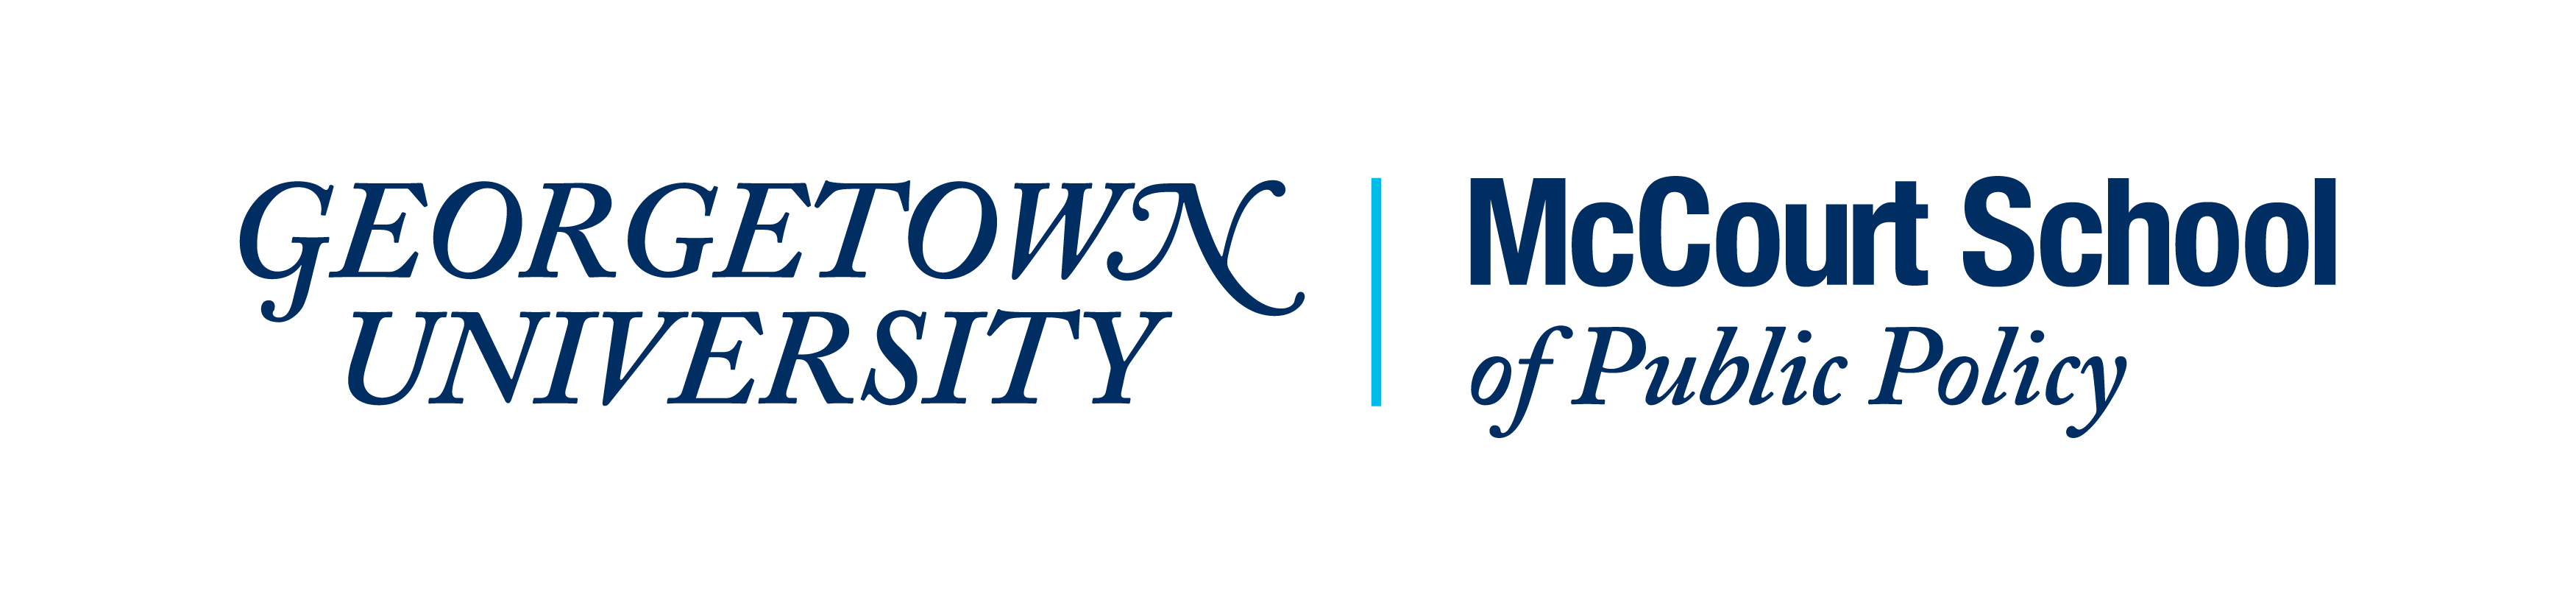 GEORGETOWN
UNIVERSITY
McCourt School
of Public Policy